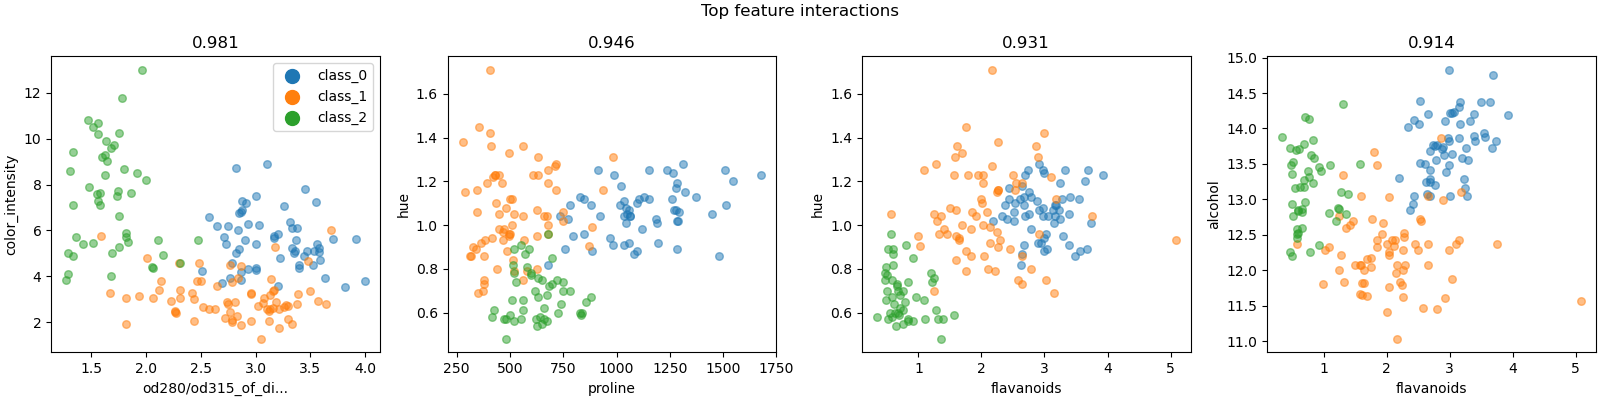 Top feature interactions
0.981
color_intensity
12
10
8
6
4
2
class_0
class_1
class_2
1.5 2.0 2.5 3.0 3.5 4.0
od280/od315_of_di...
0.946
hue
1.6
1.4
1.2
1.0
0.8
0.6
250 500 750 1000 1250 1500 1750
proline
0.931
hue
1.6
1.4
1.2
1.0
0.8
0.6
1 2 3 4 5
flavanoids
0.914
alcohol
15.0
14.5
14.0
13.5
13.0
12.5
12.0
11.5
11.0
1 2 3 4 5
flavanoids